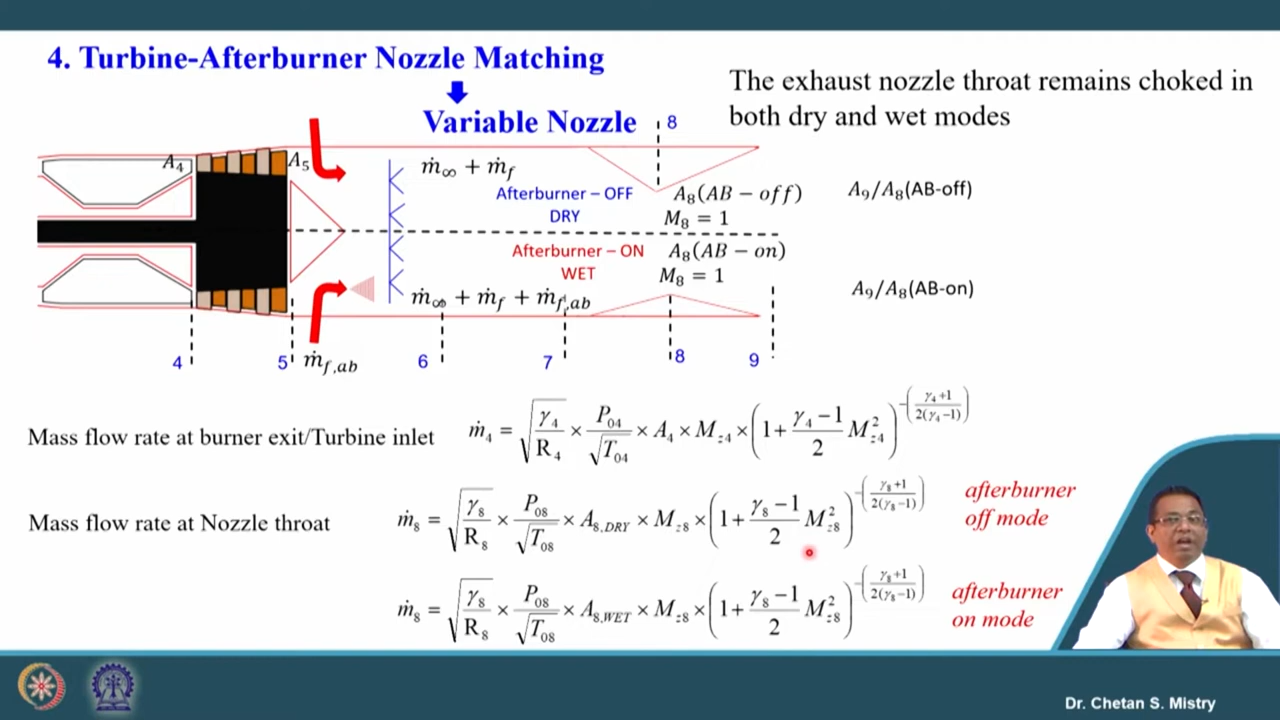 4. Turbine-Afterburner Nozzle Matching
Variable Nozzle
The exhaust nozzle throat remains choked in
both dry and wet modes
8
A₄
A₅
ṁ∞ + ṁf
Afterburner – OFF
DRY
A₈(AB − off)
M₈ = 1
A₉/A₈(AB-off)
Afterburner – ON
WET
A₈(AB − on)
M₈ = 1
A₉/A₈(AB-on)
ṁ∞ + ṁf + ṁf,ab
4
5
ṁf,ab
6
7
8
9
Mass flow rate at burner exit/Turbine inlet
ṁ₄ = √(γ₄/R₄) × P₀₄/√T₀₄ × A₄ × M_z4 × (1 + (γ₄−1)/2 M²_z4)^−((γ₄+1)/(2(γ₄−1)))
Mass flow rate at Nozzle throat
ṁ₈ = √(γ₈/R₈) × P₀₈/√T₀₈ × A₈,DRY × M_z8 × (1 + (γ₈−1)/2 M²_z8)^−((γ₈+1)/(2(γ₈−1)))
afterburner
off mode
ṁ₈ = √(γ₈/R₈) × P₀₈/√T₀₈ × A₈,WET × M_z8 × (1 + (γ₈−1)/2 M²_z8)^−((γ₈+1)/(2(γ₈−1)))
afterburner
on mode
Dr. Chetan S. Mistry